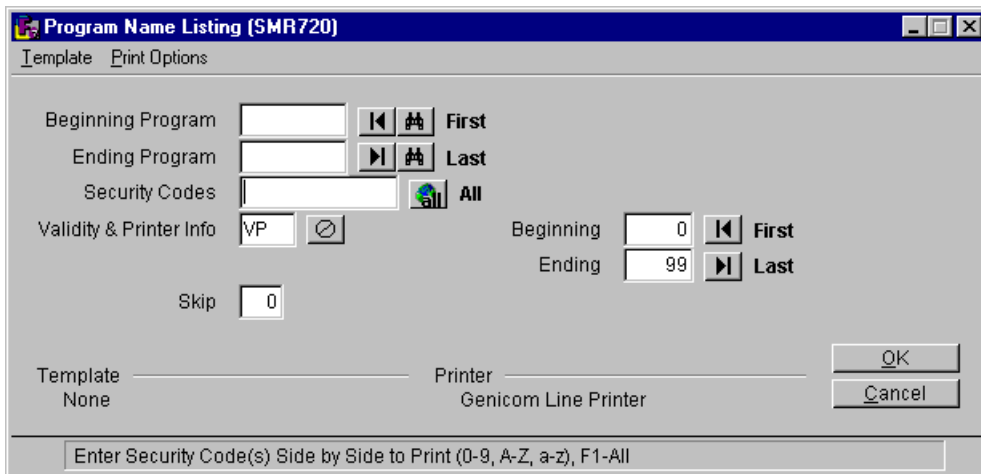 Program Name Listing (SMR720)
Template Print Options
Beginning Program First
Ending Program Last
Security Codes all All
Validity & Printer Info VP Beginning 0 First
Ending 99 Last
Skip 0
OK
Template Printer
None Genicom Line Printer
Cancel
Enter Security Code(s) Side by Side to Print (0-9, A-Z, a-z), F1-All